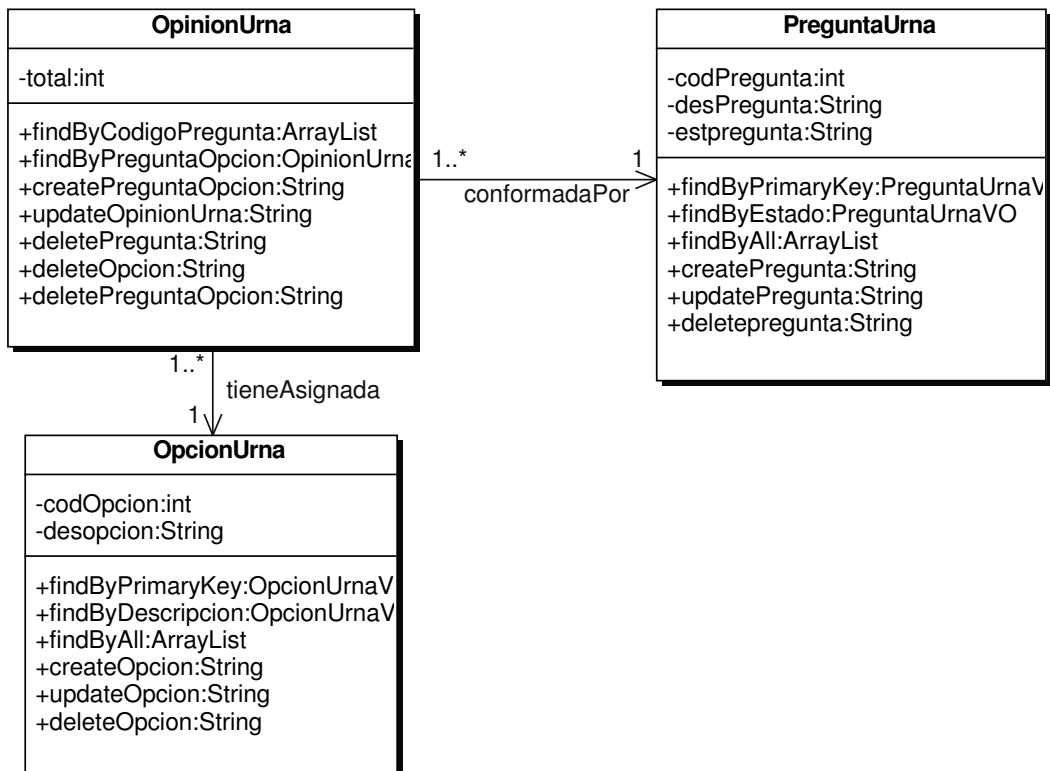 OpinionUrna
-total:int
+findByCodigoPregunta:ArrayList
+findByPreguntaOpcion:OpinionUrna
+createPreguntaOpcion:String
+updateOpinionUrna:String
+deletePregunta:String
+deleteOpcion:String
+deletePreguntaOpcion:String
1..*
1
conformadaPor
PreguntaUrna
-codPregunta:int
-desPregunta:String
-estpregunta:String
+findByPrimaryKey:PreguntaUrnaV
+findByEstado:PreguntaUrnaVO
+findByAll:ArrayList
+createPregunta:String
+updatePregunta:String
+deletepregunta:String
1..*
tieneAsignada
1
OpcionUrna
-codOpcion:int
-desopcion:String
+findByPrimaryKey:OpcionUrnaV
+findByDescripcion:OpcionUrnaV
+findByAll:ArrayList
+createOpcion:String
+updateOpcion:String
+deleteOpcion:String